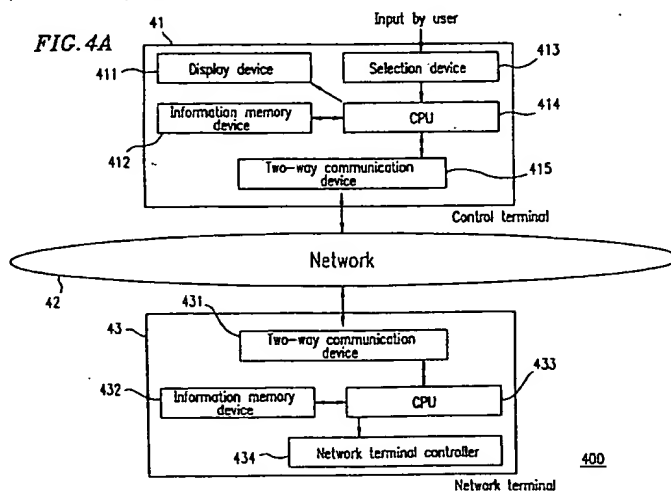 FIG. 4A
41
Input by user
411
Display device
Selection device
413
Information memory
device
412
CPU
414
Two-way communication
device
415
Control terminal
Network
42
431
43
Two-way communication
device
432
Information memory
device
CPU
433
434
Network terminal controller
400
Network terminal